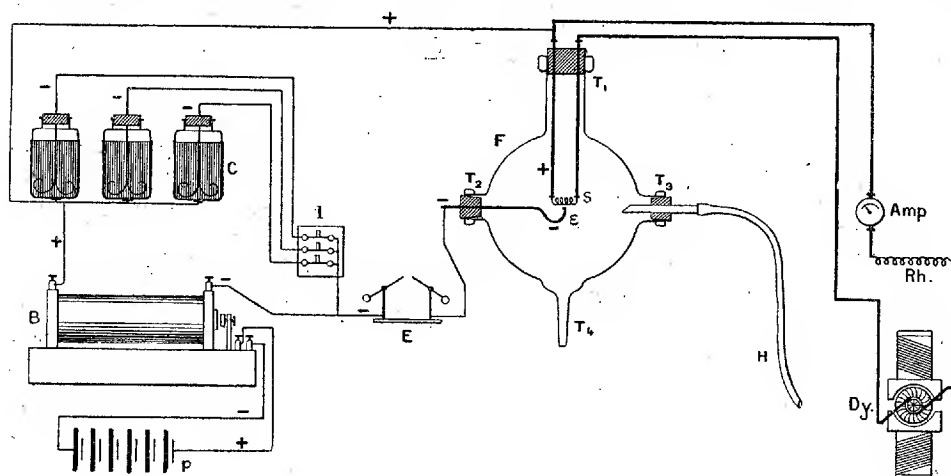 +
T₁
F
- - -
C
+
T₂
T₃
S
-
ε
-
Amp
I
+
Rh.
-
B
-
E
T₄
H
Dy.
-
+
P